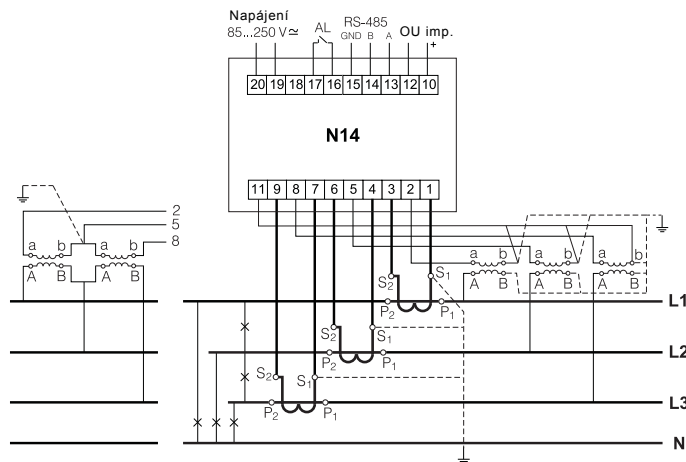 Napájení
85...250 V≃
AL
RS-485
GND B A
OU imp.
+
20 19 18 17 16 15 14 13 12 10
N14
11 9 8 7 6 5 4 3 2 1
2
5
8
a b a b
A B A B
a b a b a b
A B A B A B
S2 S1
P2 P1
L1
S2 S1
P2 P1
L2
S2 S1
P2 P1
L3
N